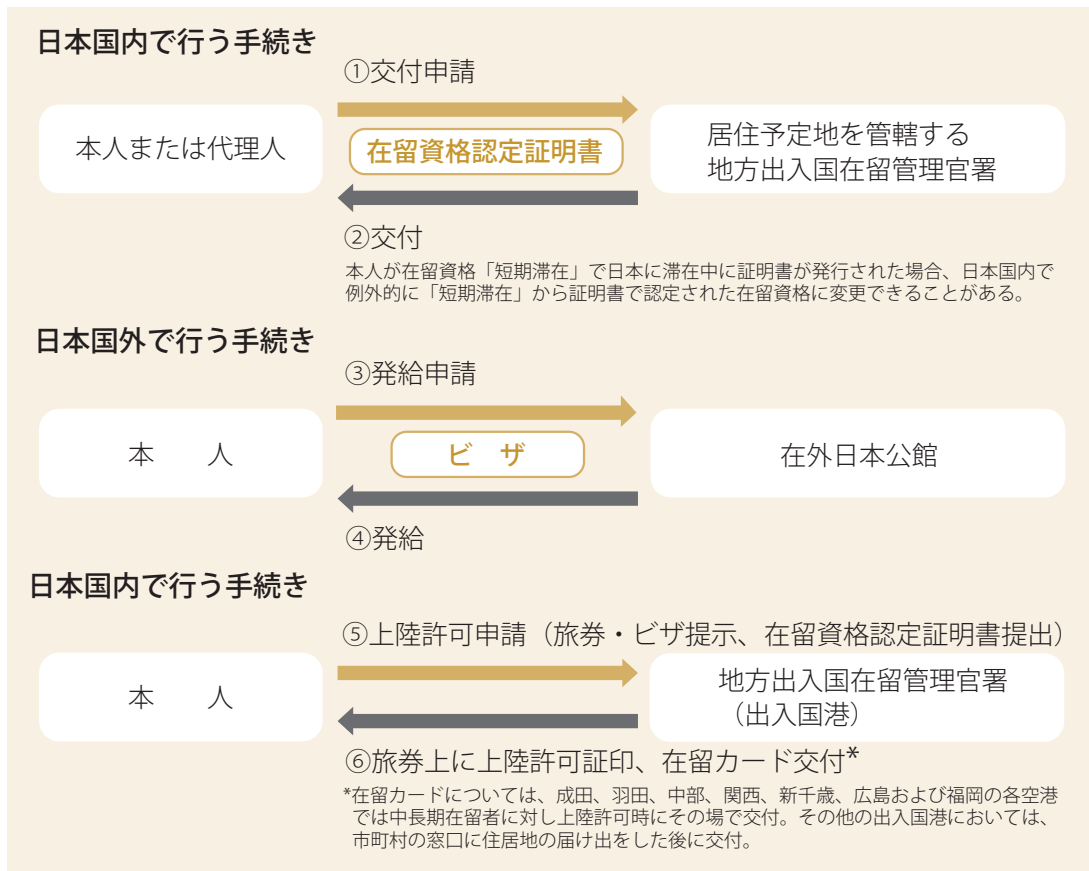 日本国内で行う手続き
①交付申請
本人または代理人
在留資格認定証明書
居住予定地を管轄する
地方出入国在留管理官署
②交付
本人が在留資格「短期滞在」で日本に滞在中に証明書が発行された場合、日本国内で
例外的に「短期滞在」から証明書で認定された在留資格に変更できることがある。
日本国外で行う手続き
③発給申請
本　人
ビ　ザ
在外日本公館
④発給
日本国内で行う手続き
⑤上陸許可申請（旅券・ビザ提示、在留資格認定証明書提出）
本　人
地方出入国在留管理官署
（出入国港）
⑥旅券上に上陸許可証印、在留カード交付*
*在留カードについては、成田、羽田、中部、関西、新千歳、広島および福岡の各空港
では中長期在留者に対し上陸許可時にその場で交付。その他の出入国港においては、
市町村の窓口に住居地の届け出をした後に交付。